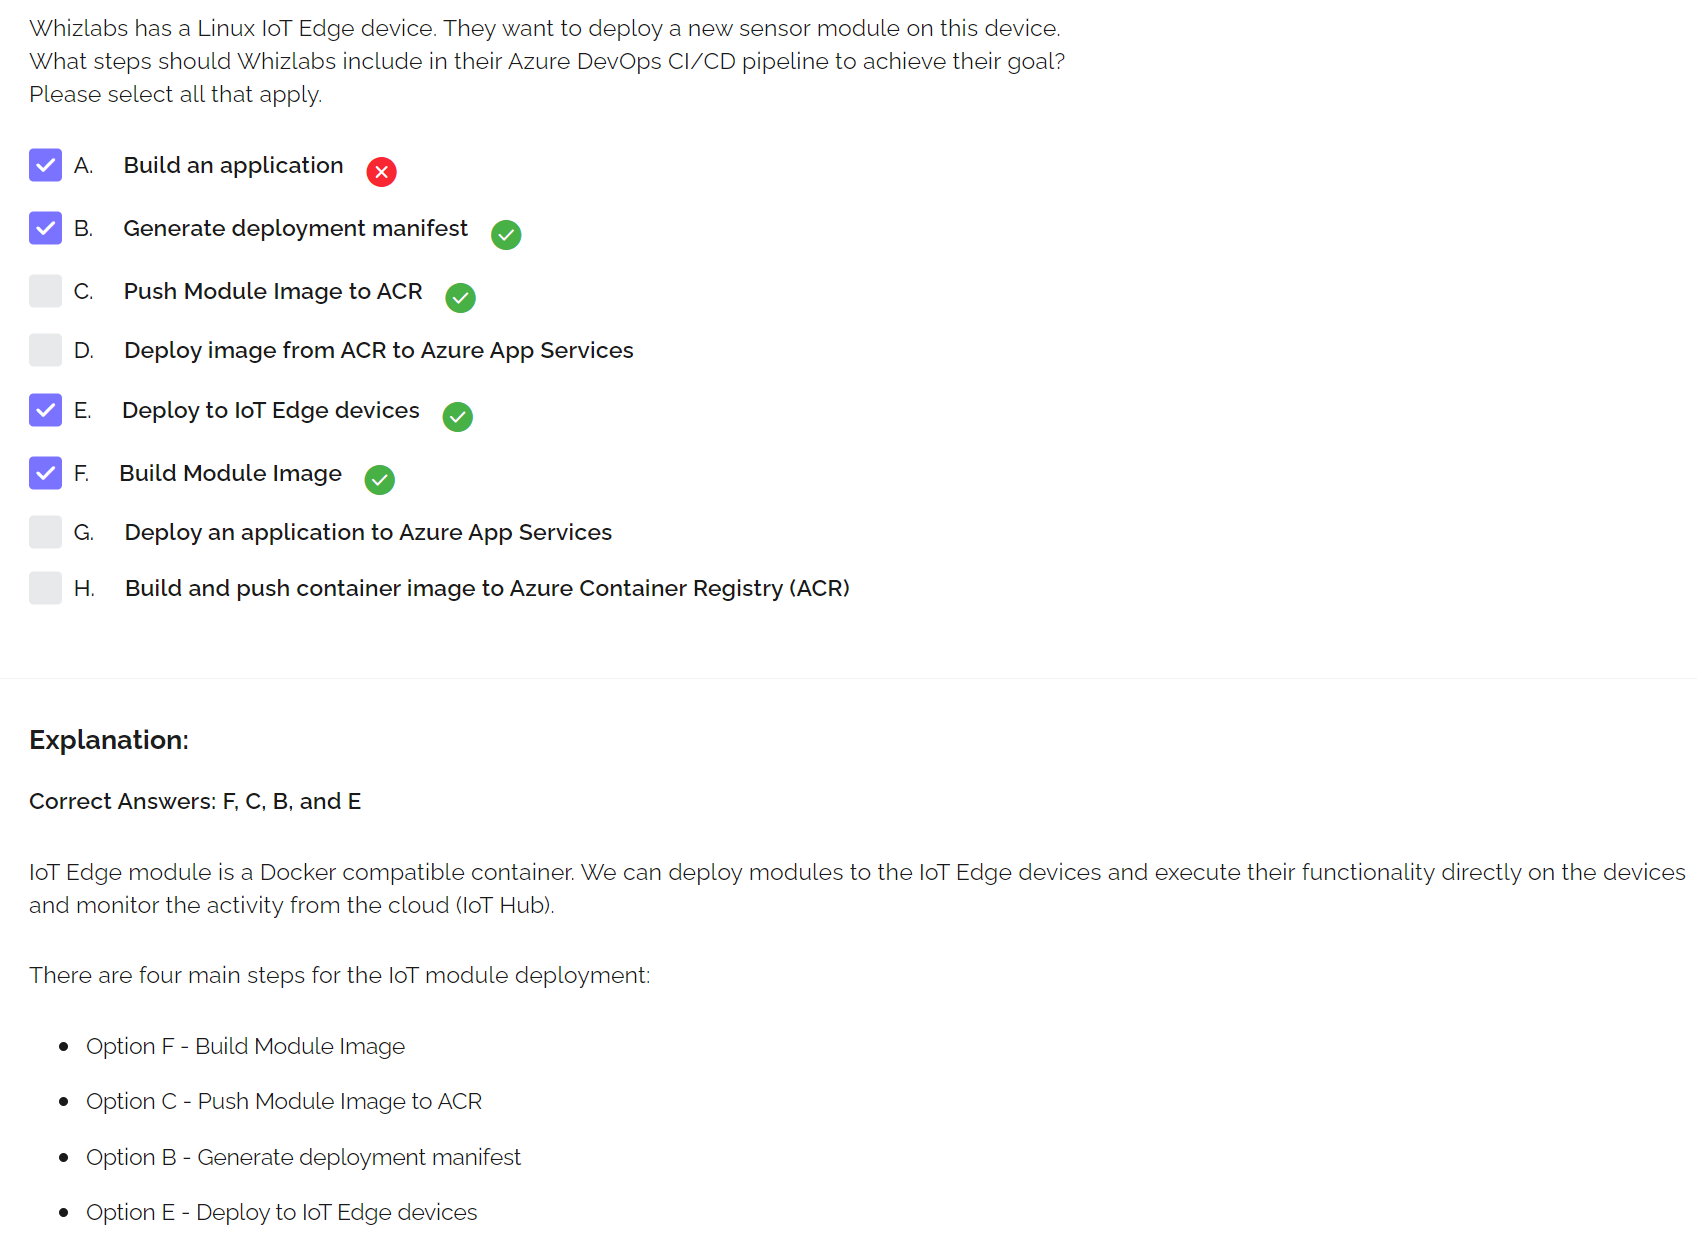 Whizlabs has a Linux IoT Edge device. They want to deploy a new sensor module on this device.
What steps should Whizlabs include in their Azure DevOps CI/CD pipeline to achieve their goal?
Please select all that apply.
A. Build an application
B. Generate deployment manifest
C. Push Module Image to ACR
D. Deploy image from ACR to Azure App Services
E. Deploy to IoT Edge devices
F. Build Module Image
G. Deploy an application to Azure App Services
H. Build and push container image to Azure Container Registry (ACR)
Explanation:
Correct Answers: F, C, B, and E
IoT Edge module is a Docker compatible container. We can deploy modules to the IoT Edge devices and execute their functionality directly on the devices
and monitor the activity from the cloud (IoT Hub).
There are four main steps for the IoT module deployment:
• Option F - Build Module Image
• Option C - Push Module Image to ACR
• Option B - Generate deployment manifest
• Option E - Deploy to IoT Edge devices